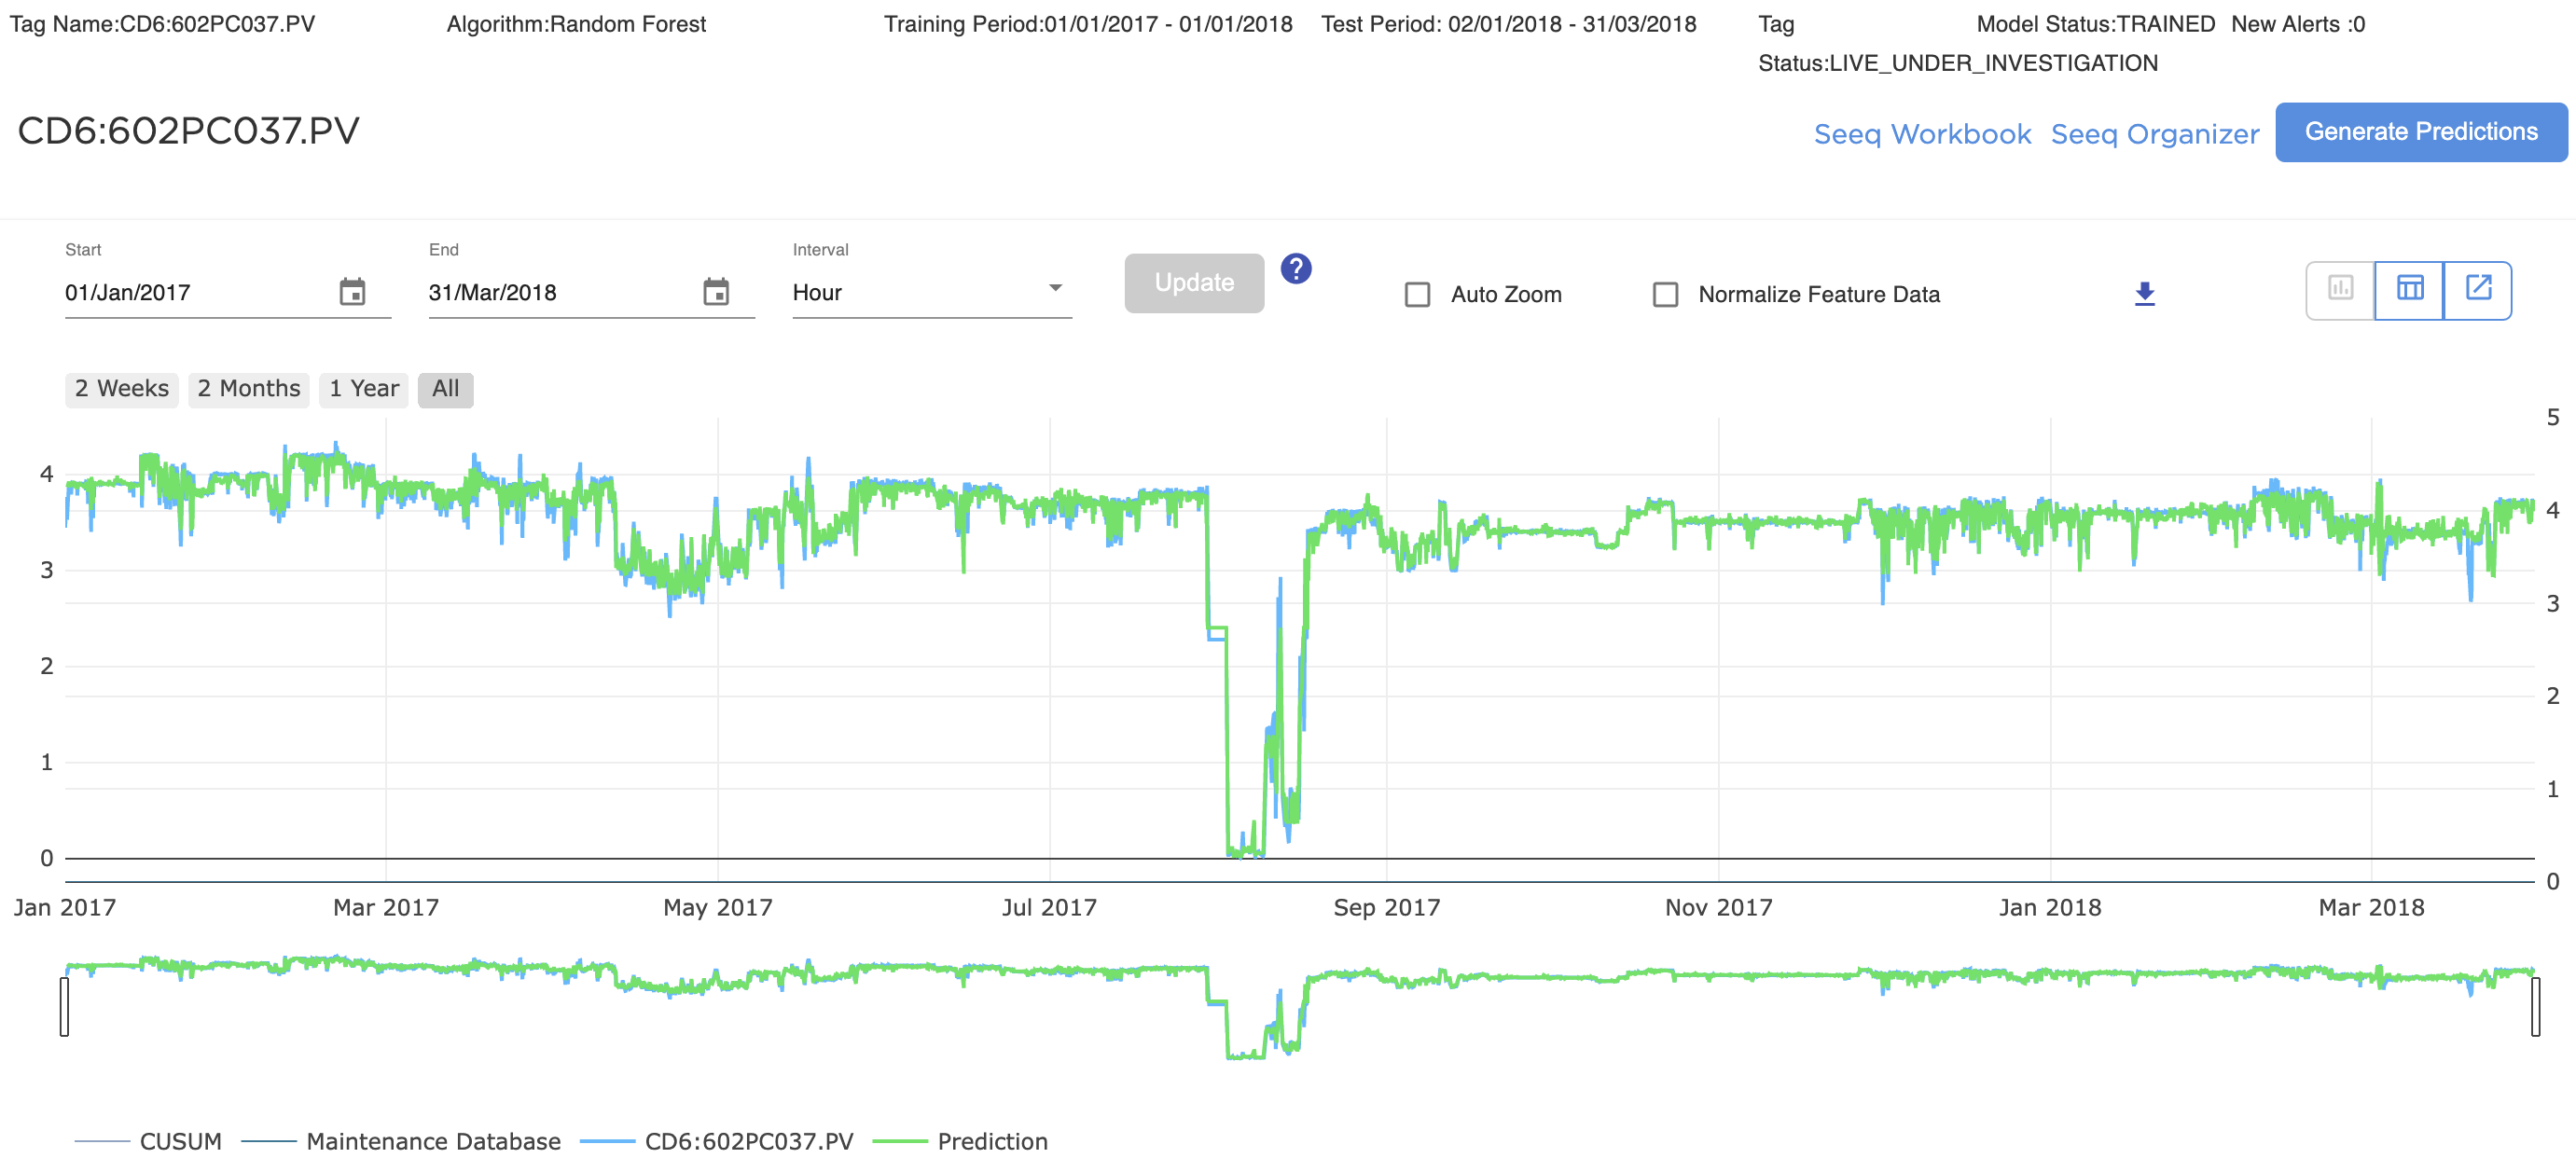 Tag Name:CD6:602PC037.PV
Algorithm:Random Forest
Training Period:01/01/2017 - 01/01/2018
Test Period: 02/01/2018 - 31/03/2018
Tag
Status:LIVE_UNDER_INVESTIGATION
Model Status:TRAINED
New Alerts :0
CD6:602PC037.PV
Seeq Workbook
Seeq Organizer
Generate Predictions
Start
01/Jan/2017
End
31/Mar/2018
Interval
Hour
Update
?
Auto Zoom
Normalize Feature Data
2 Weeks
2 Months
1 Year
All
4
3
2
1
0
5
4
3
2
1
0
Jan 2017
Mar 2017
May 2017
Jul 2017
Sep 2017
Nov 2017
Jan 2018
Mar 2018
CUSUM
Maintenance Database
CD6:602PC037.PV
Prediction